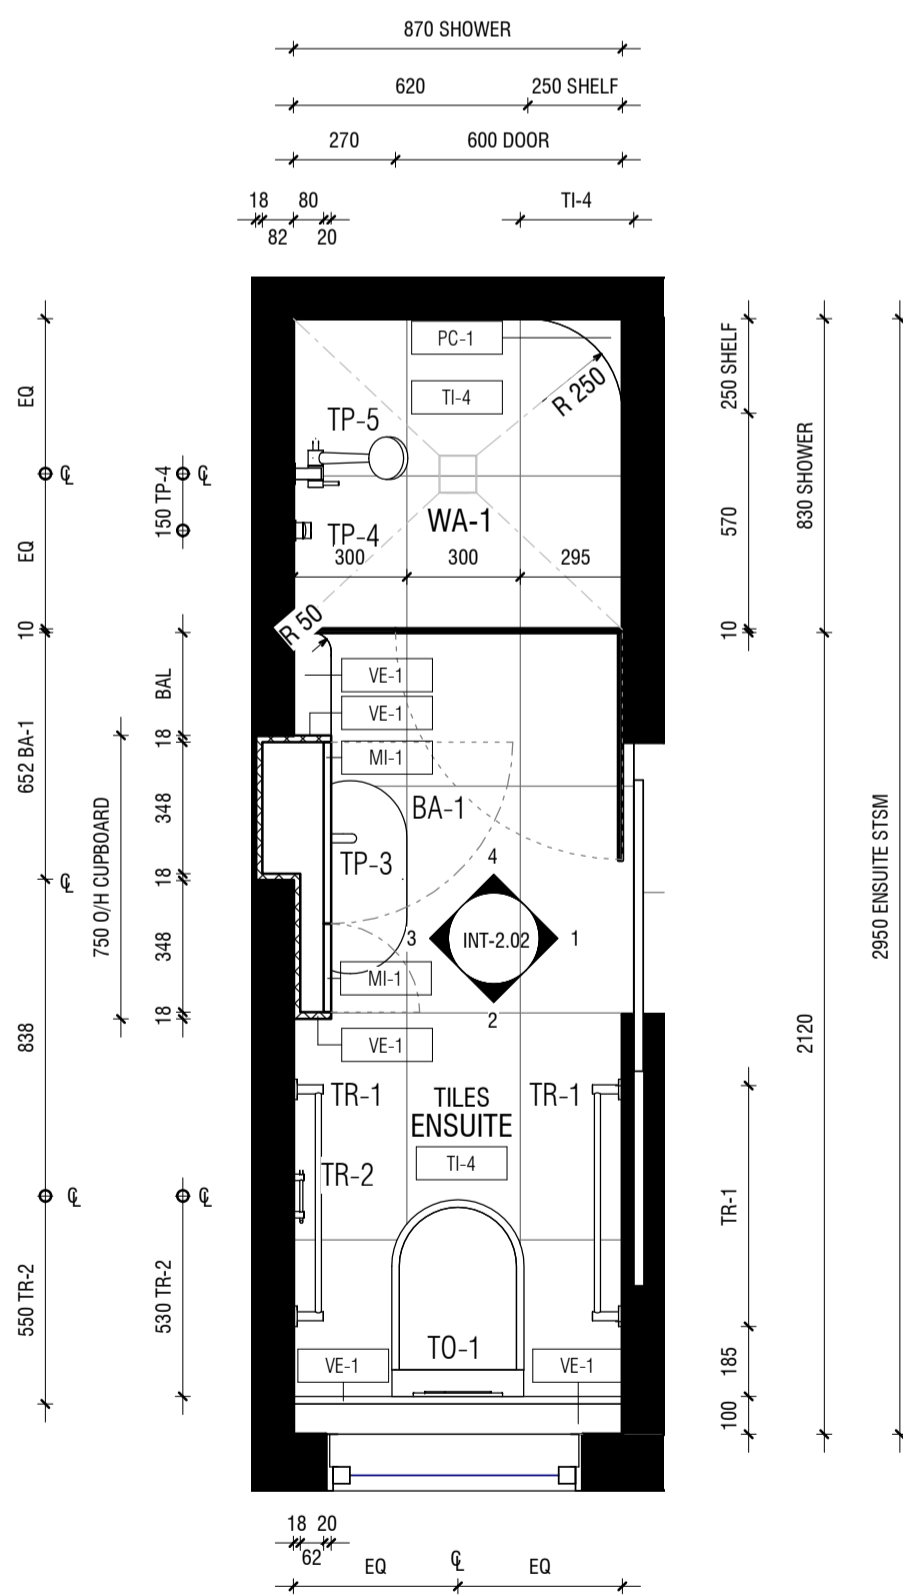 870 SHOWER
620
250 SHELF
270
600 DOOR
18
80
TI-4
82
20
EQ
EQ
10
652 BA-1
838
550 TR-2
750 O/H CUPBOARD
150 TP-4
BAL
18
348
18
348
18
530 TR-2
℄
℄
℄
℄
℄
PC-1
TI-4
R 250
TP-5
TP-4
WA-1
300
300
295
R 50
VE-1
VE-1
MI-1
BA-1
TP-3
4
3
INT-2.02
1
2
MI-1
VE-1
TR-1
TILES
ENSUITE
TR-1
TR-2
TI-4
TO-1
VE-1
VE-1
250 SHELF
570
10
TR-1
185
100
830 SHOWER
2120
2950 ENSUITE STSM
18
20
62
EQ
℄
EQ